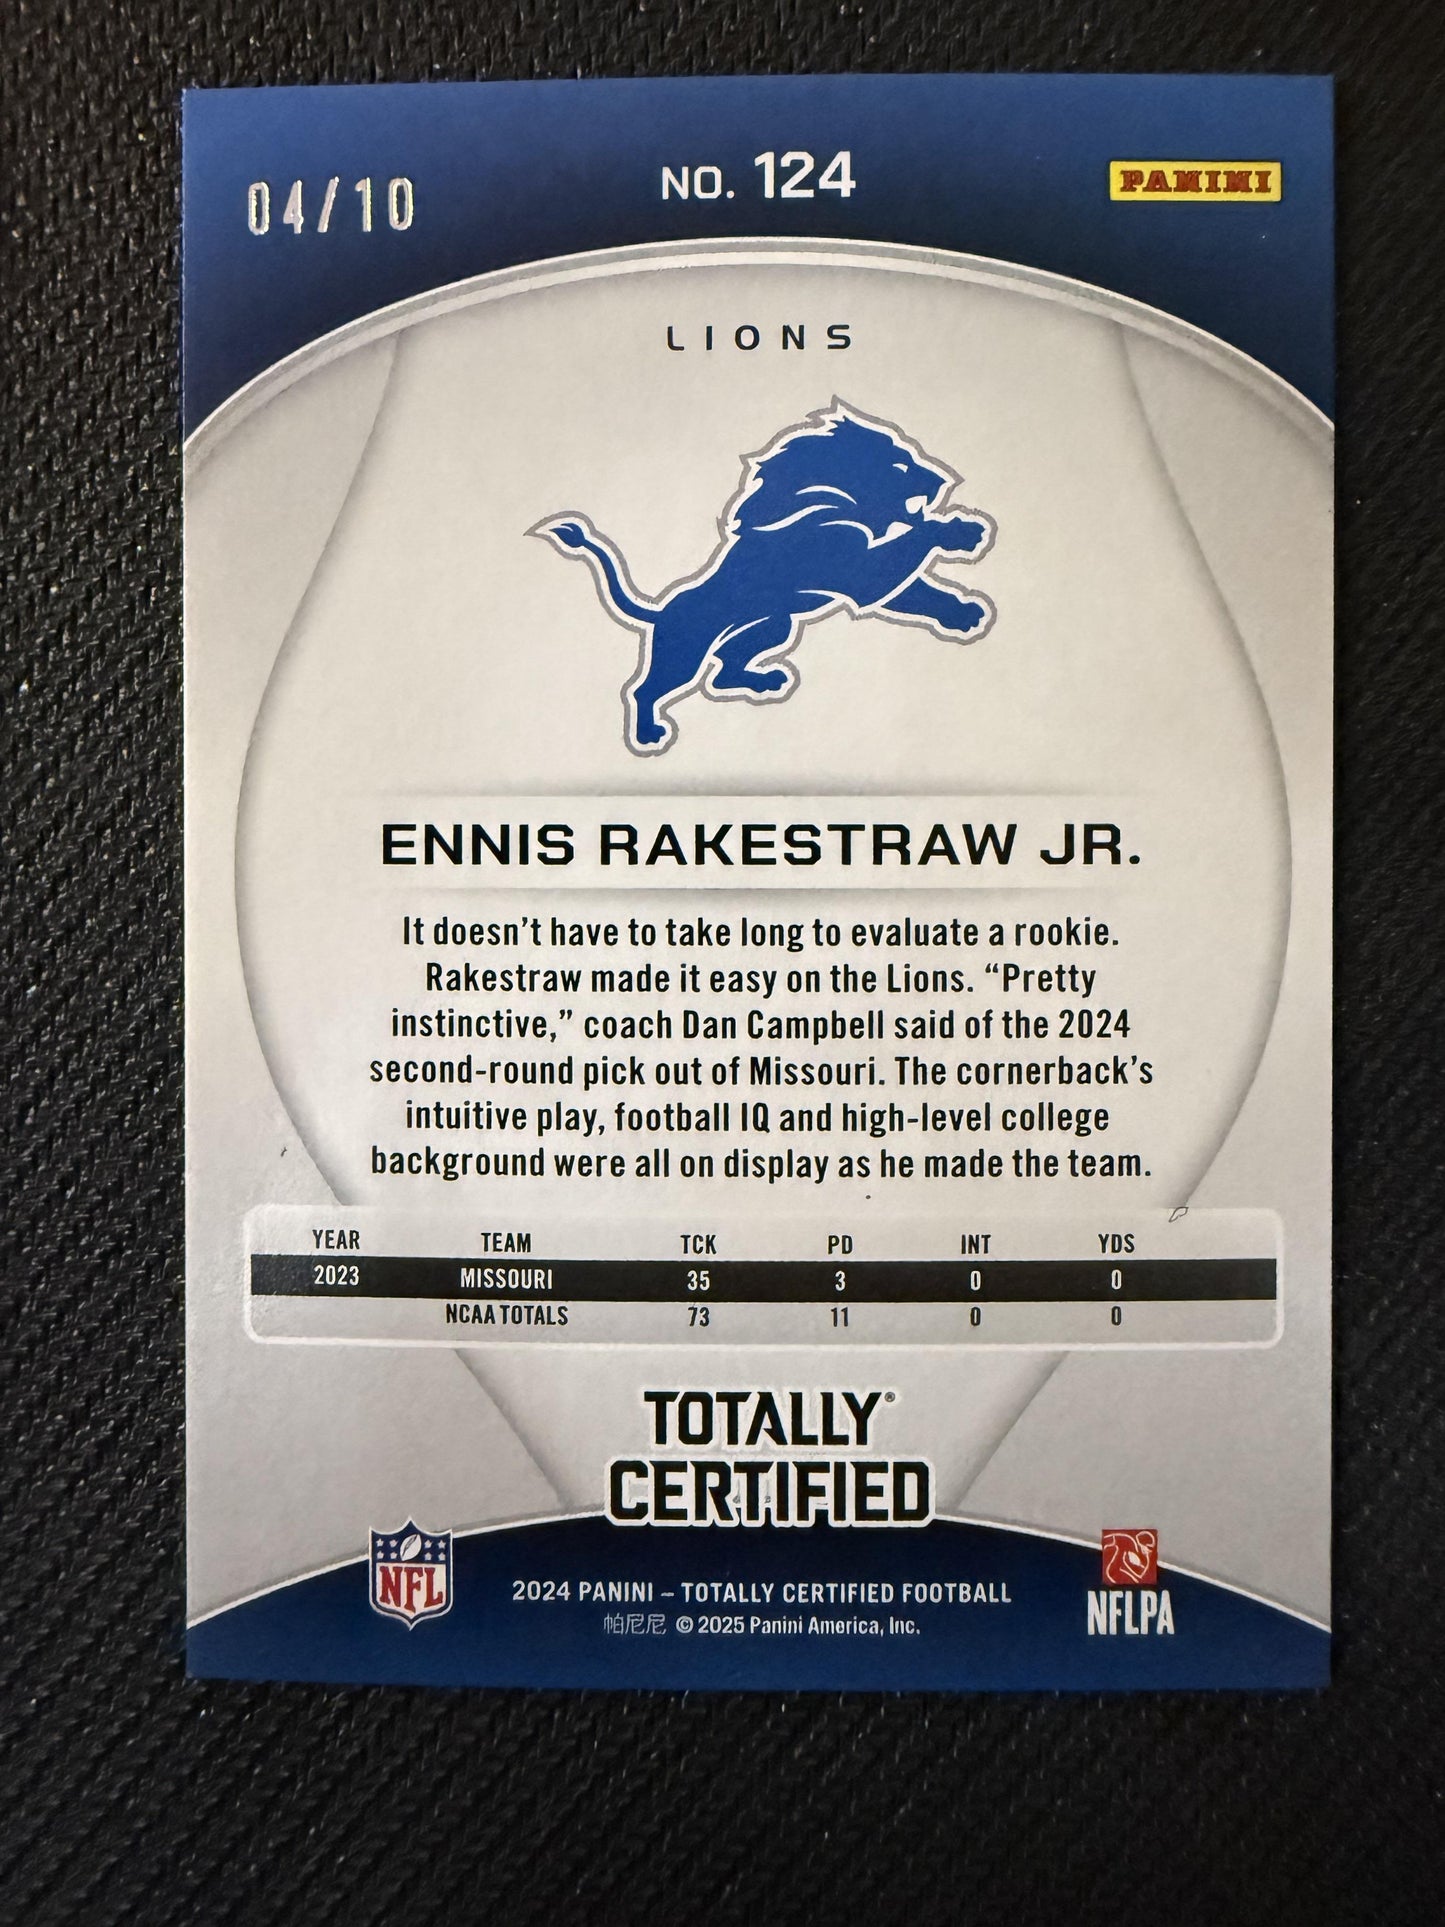 04/10
NO. 124
PANINI
LIONS
ENNIS RAKESTRAW JR.
It doesn’t have to take long to evaluate a rookie.
Rakestraw made it easy on the Lions. “Pretty
instinctive,” coach Dan Campbell said of the 2024
second-round pick out of Missouri. The cornerback’s
intuitive play, football IQ and high-level college
background were all on display as he made the team.
YEAR TEAM TCK PD INT YDS
2023 MISSOURI 35 3 0 0
NCAA TOTALS 73 11 0 0
TOTALLY®
CERTIFIED
NFL
2024 PANINI – TOTALLY CERTIFIED FOOTBALL
帕尼尼 © 2025 Panini America, Inc.
NFLPA